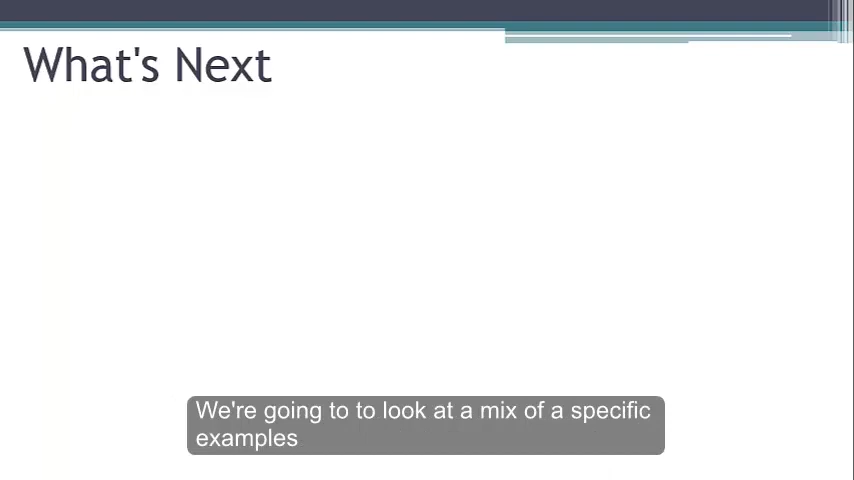 What's Next
We're going to to look at a mix of a specific
examples